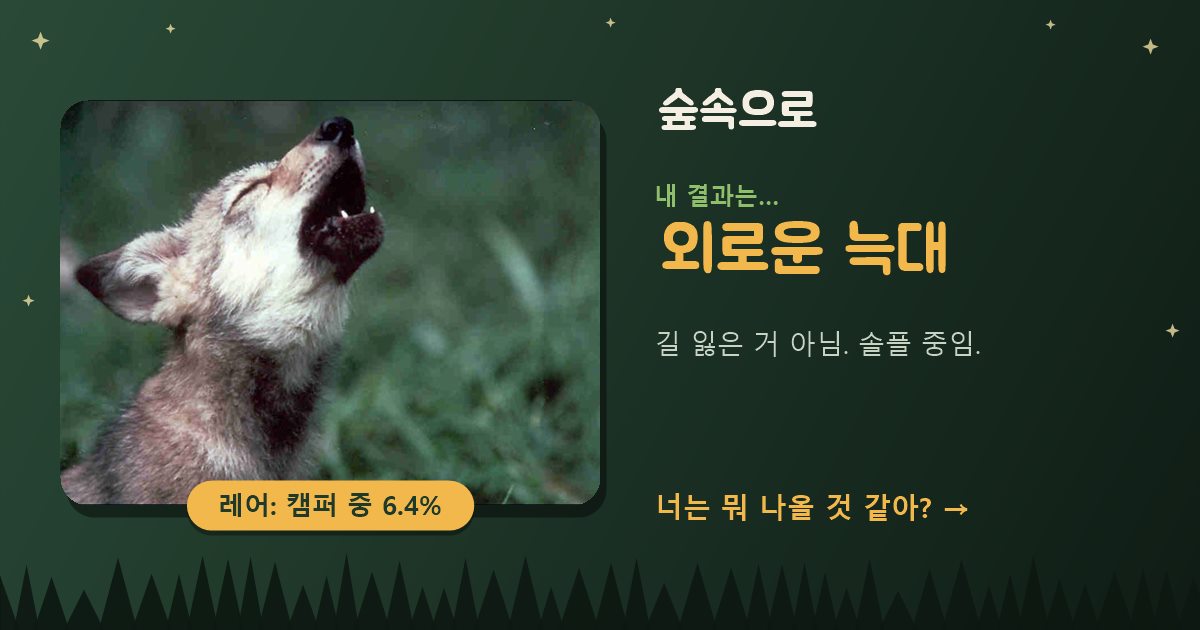 숲속으로
내 결과는...
외로운 늑대
길 잃은 거 아님. 솔플 중임.
레어: 캠퍼 중 6.4%
너는 뭐 나올 것 같아? →